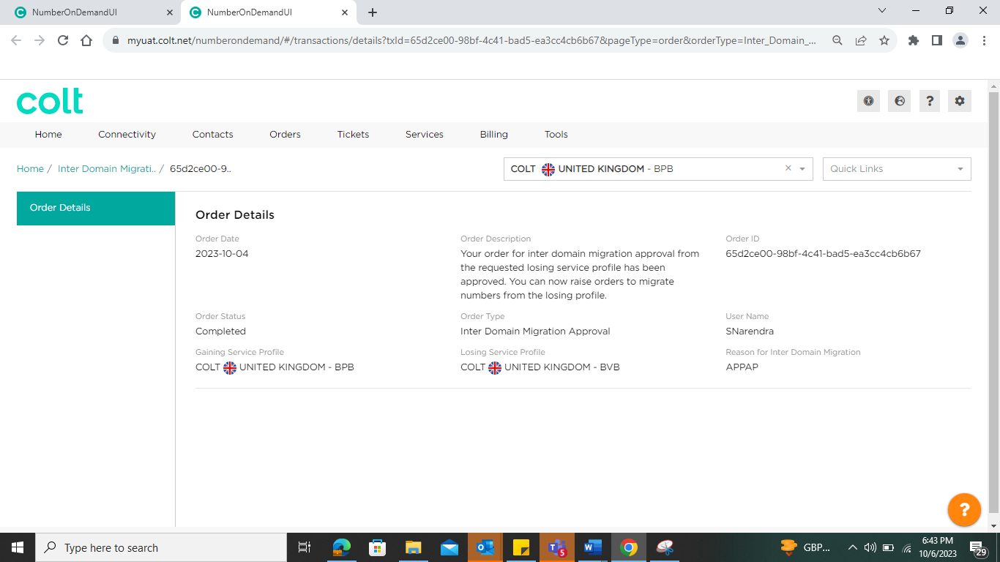 NumberOnDemandUI
NumberOnDemandUI
myuat.colt.net/numberondemand/#/transactions/details?txId=65d2ce00-98bf-4c41-bad5-ea3cc4cb6b67&pageType=order&orderType=Inter_Domain_...
colt
Home Connectivity Contacts Orders Tickets Services Billing Tools
Home / Inter Domain Migrati.. / 65d2ce00-9..
COLT UNITED KINGDOM - BPB
Quick Links
Order Details
Order Details
Order Date
2023-10-04
Order Description
Your order for inter domain migration approval from
the requested losing service profile has been
approved. You can now raise orders to migrate
numbers from the losing profile.
Order ID
65d2ce00-98bf-4c41-bad5-ea3cc4cb6b67
Order Status
Completed
Order Type
Inter Domain Migration Approval
User Name
SNarendra
Gaining Service Profile
COLT UNITED KINGDOM - BPB
Losing Service Profile
COLT UNITED KINGDOM - BVB
Reason for Inter Domain Migration
APPAP
?
Type here to search
5
GBP...
6:43 PM
10/6/2023
29